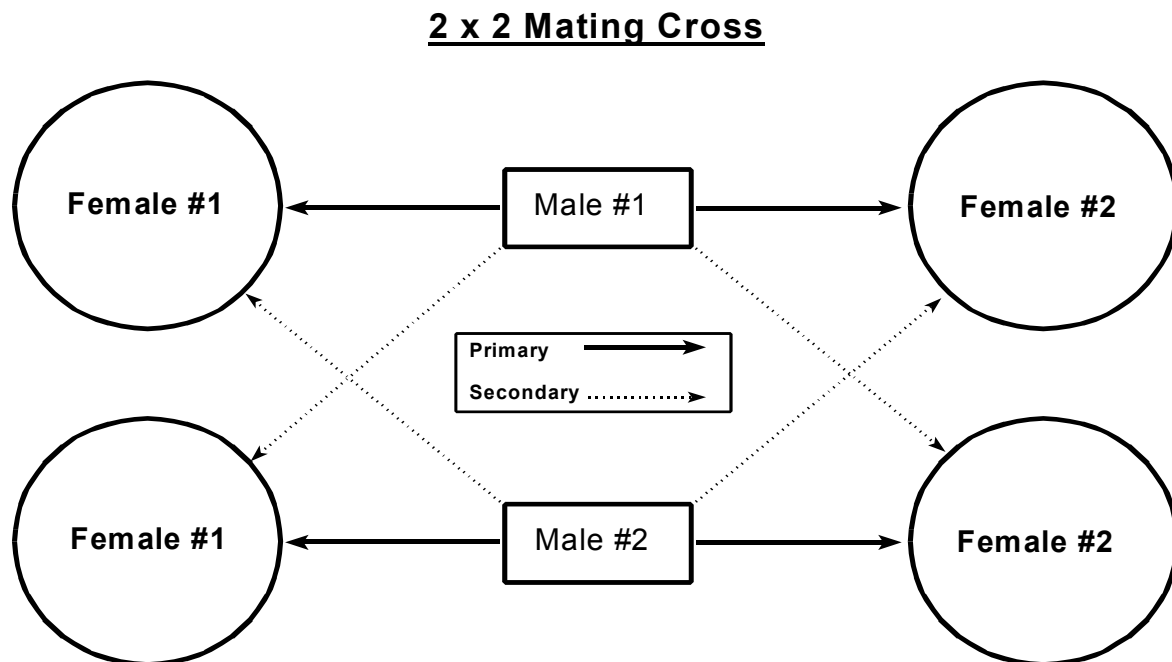 2 x 2 Mating Cross
Female #1
Male #1
Female #2
Primary
Secondary
Female #1
Male #2
Female #2